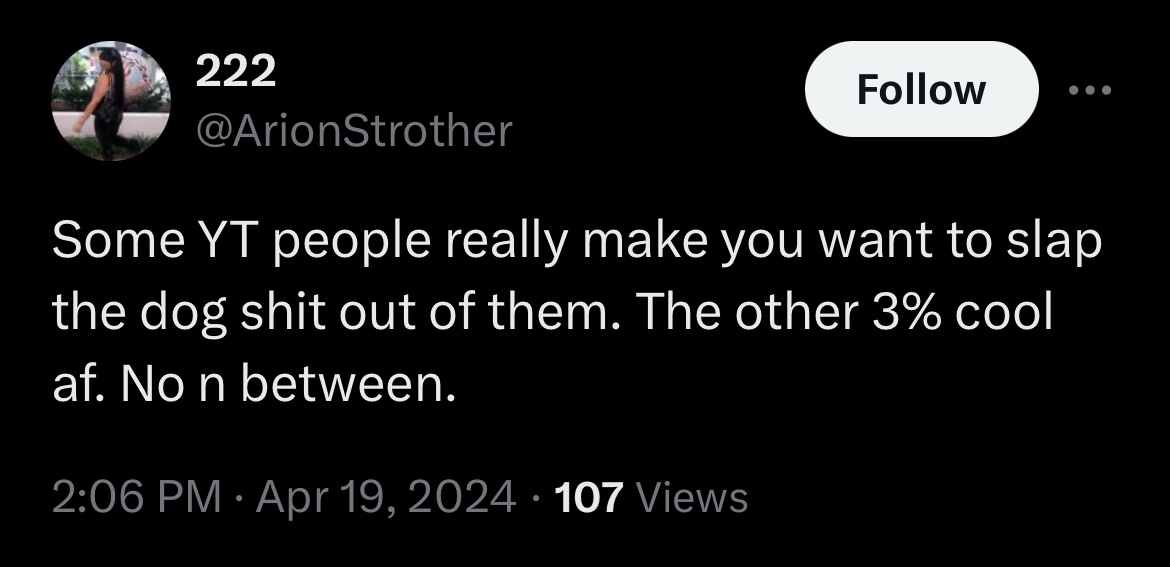 222
@ArionStrother
Follow
Some YT people really make you want to slap
the dog shit out of them. The other 3% cool
af. No n between.
2:06 PM · Apr 19, 2024 · 107 Views